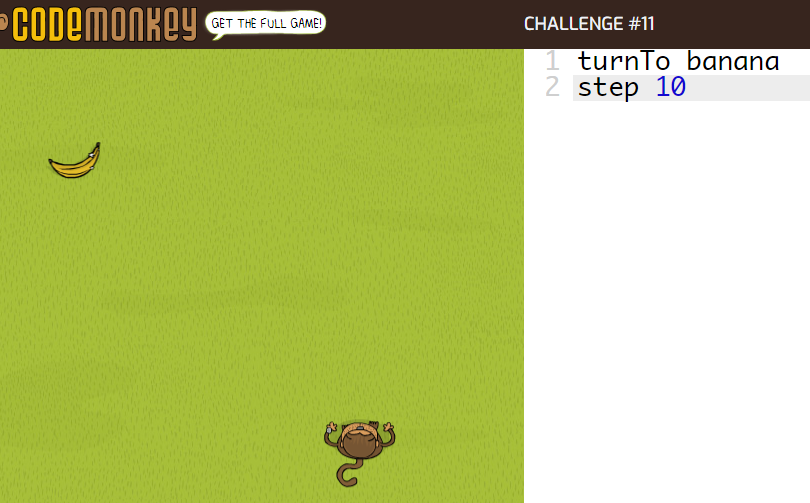 CODEMONKEY
GET THE FULL GAME!
CHALLENGE #11
1 turnTo banana
2 step 10